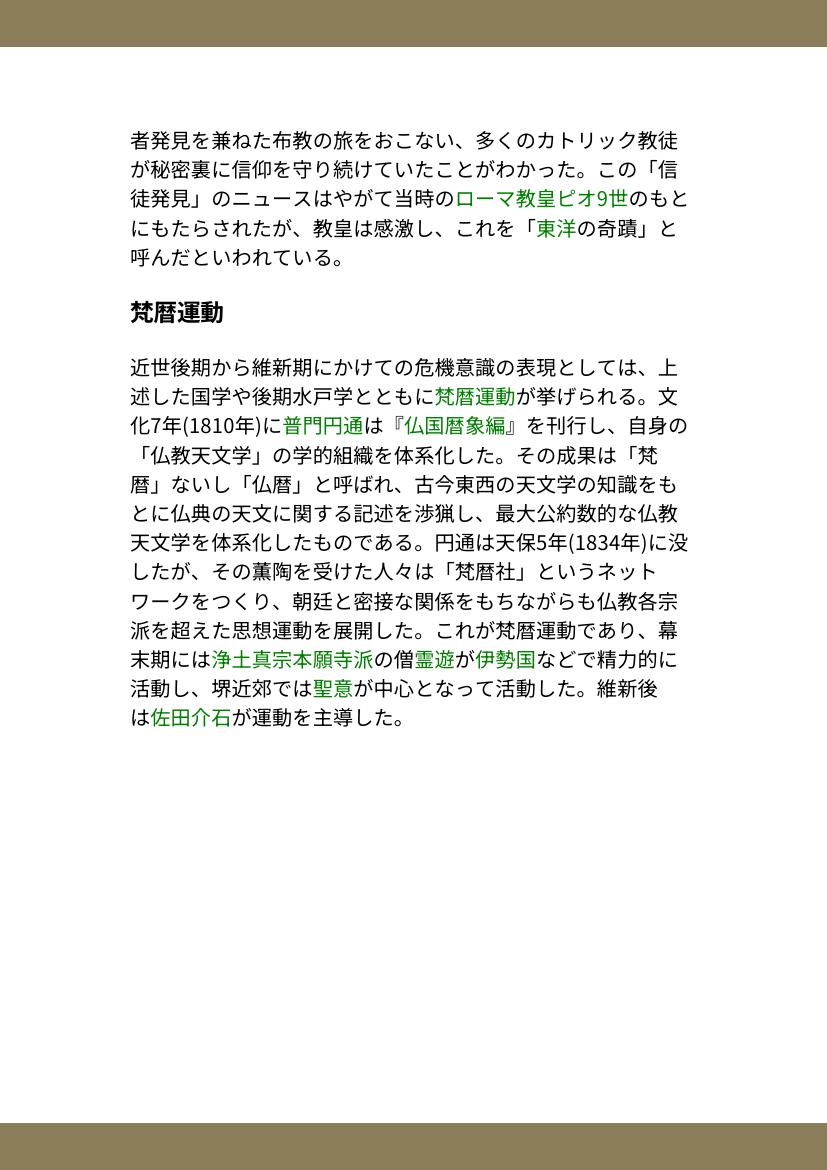 者発見を兼ねた布教の旅をおこない、多くのカトリック教徒
が秘密裏に信仰を守り続けていたことがわかった。この「信
徒発見」のニュースはやがて当時のローマ教皇ピオ9世のもと
にもたらされたが、教皇は感激し、これを「東洋の奇蹟」と
呼んだといわれている。
梵暦運動
近世後期から維新期にかけての危機意識の表現としては、上
述した国学や後期水戸学とともに梵暦運動が挙げられる。文
化7年(1810年)に普門円通は『仏国暦象編』を刊行し、自身の
「仏教天文学」の学的組織を体系化した。その成果は「梵
暦」ないし「仏暦」と呼ばれ、古今東西の天文学の知識をも
とに仏典の天文に関する記述を渉猟し、最大公約数的な仏教
天文学を体系化したものである。円通は天保5年(1834年)に没
したが、その薫陶を受けた人々は「梵暦社」というネット
ワークをつくり、朝廷と密接な関係をもちながらも仏教各宗
派を超えた思想運動を展開した。これが梵暦運動であり、幕
末期には浄土真宗本願寺派の僧霊遊が伊勢国などで精力的に
活動し、堺近郊では聖意が中心となって活動した。維新後
は佐田介石が運動を主導した。